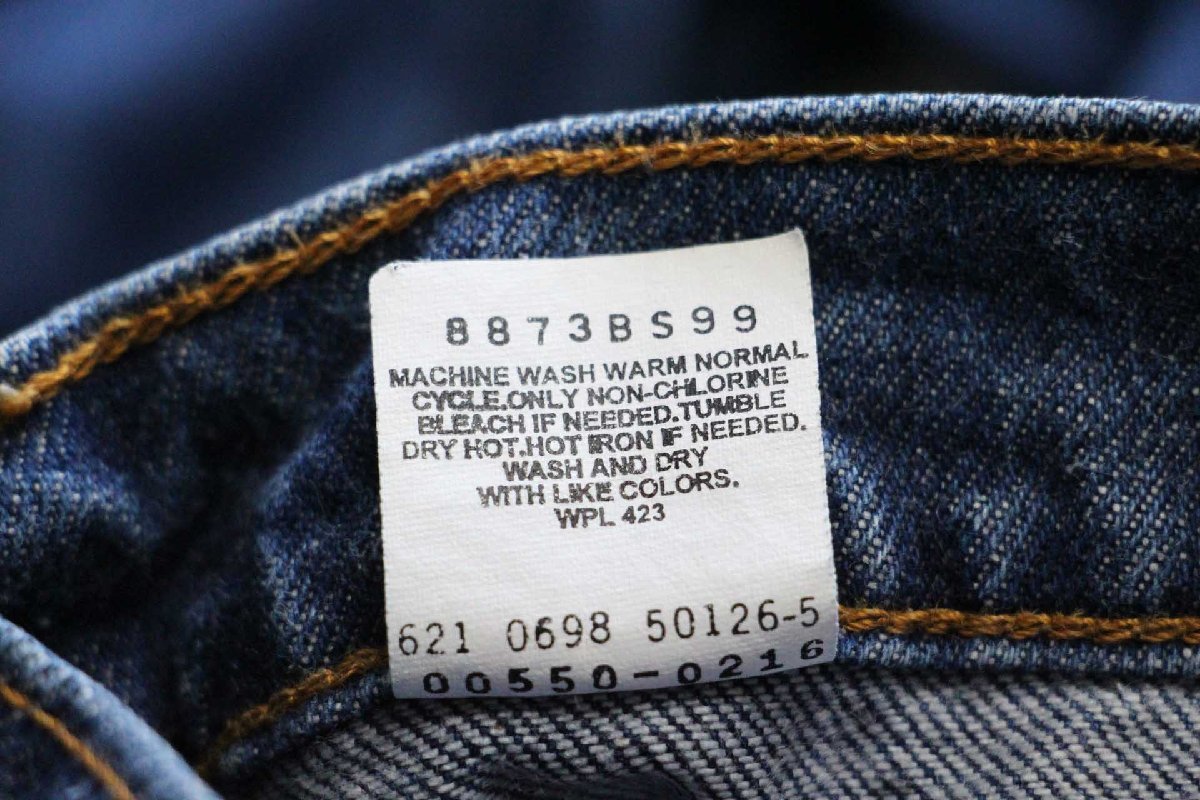 8873BS99
MACHINE WASH WARM NORMAL
CYCLE.ONLY NON-CHLORINE
BLEACH IF NEEDED.TUMBLE
DRY HOT.HOT IRON IF NEEDED.
WASH AND DRY
WITH LIKE COLORS.
WPL 423
621 0698 50126-5
00550-0216